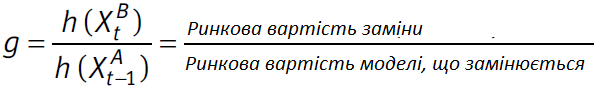 g = h(X_t^B) / h(X_{t-1}^A) = Ринкова вартість заміни / Ринкова вартість моделі, що замінюється